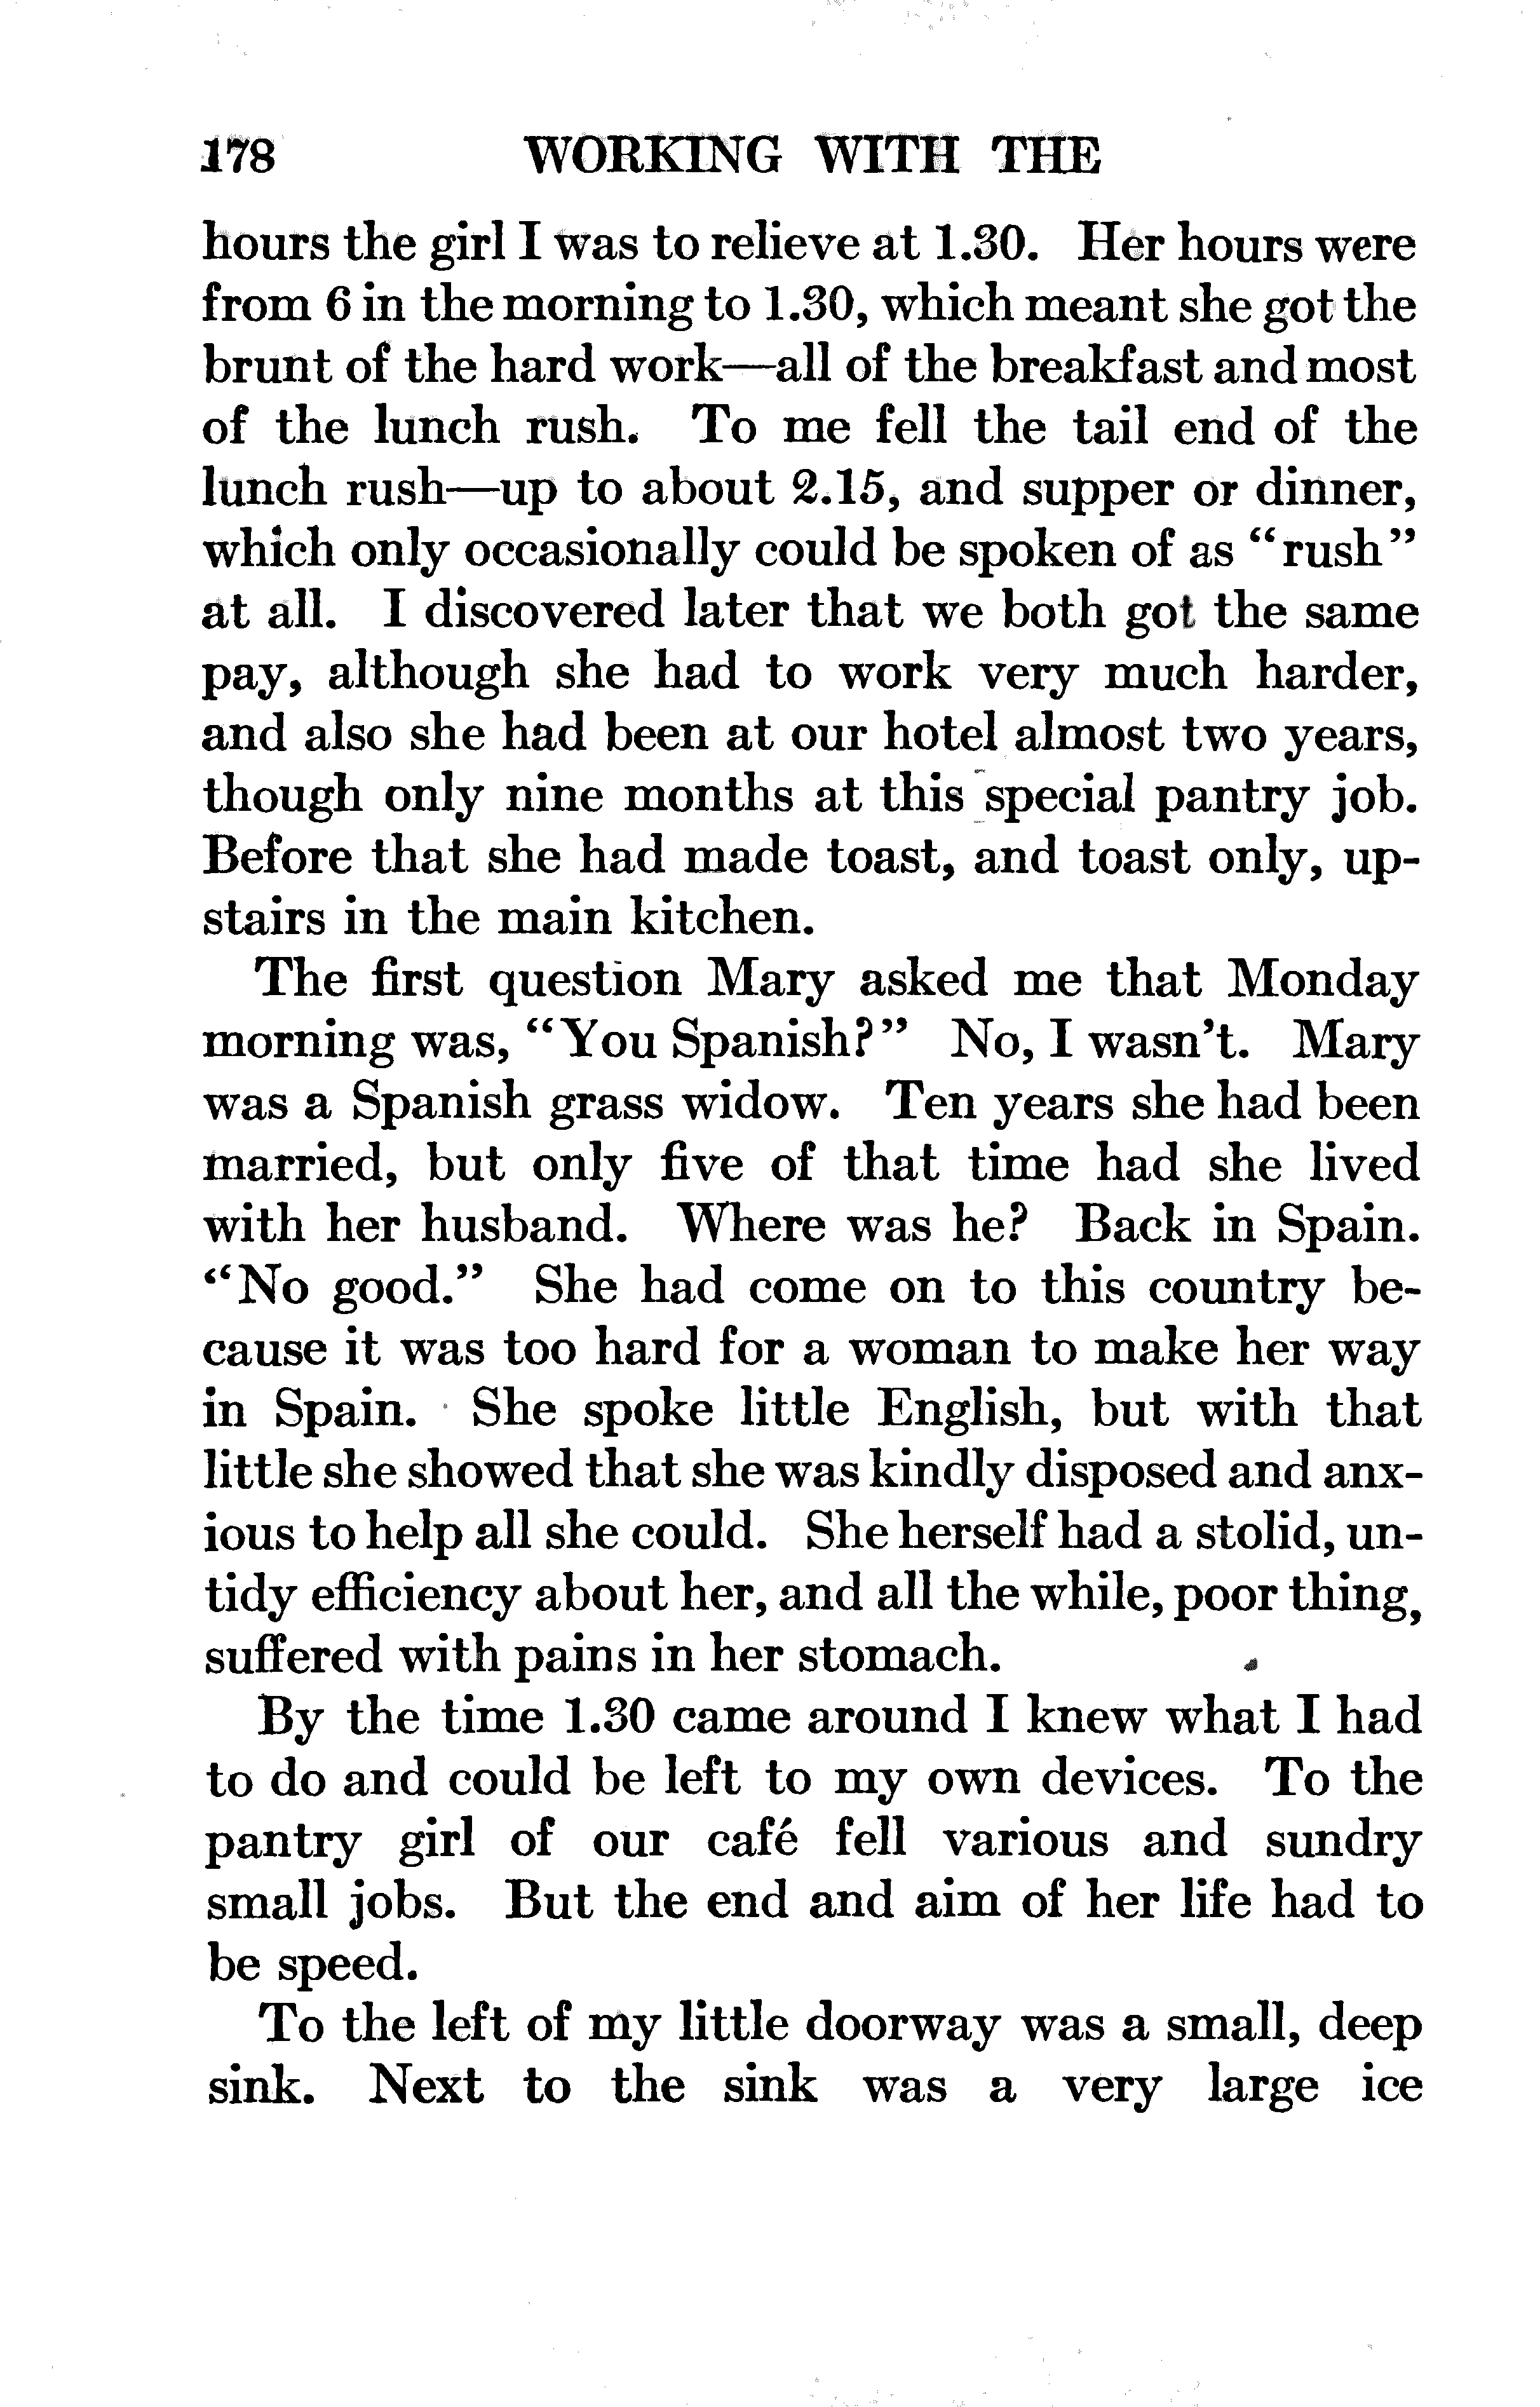 178 WORKING WITH THE
hours the girl I was to relieve at 1.30. Her hours were
from 6 in the morning to 1.30, which meant she got the
brunt of the hard work—all of the breakfast and most
of the lunch rush. To me fell the tail end of the
lunch rush—up to about 2.15, and supper or dinner,
which only occasionally could be spoken of as “rush”
at all. I discovered later that we both got the same
pay, although she had to work very much harder,
and also she had been at our hotel almost two years,
though only nine months at this special pantry job.
Before that she had made toast, and toast only, up-
stairs in the main kitchen.
The first question Mary asked me that Monday
morning was, “You Spanish?” No, I wasn’t. Mary
was a Spanish grass widow. Ten years she had been
married, but only five of that time had she lived
with her husband. Where was he? Back in Spain.
“No good.” She had come on to this country be-
cause it was too hard for a woman to make her way
in Spain. She spoke little English, but with that
little she showed that she was kindly disposed and anx-
ious to help all she could. She herself had a stolid, un-
tidy efficiency about her, and all the while, poor thing,
suffered with pains in her stomach.
By the time 1.30 came around I knew what I had
to do and could be left to my own devices. To the
pantry girl of our café fell various and sundry
small jobs. But the end and aim of her life had to
be speed.
To the left of my little doorway was a small, deep
sink. Next to the sink was a very large ice